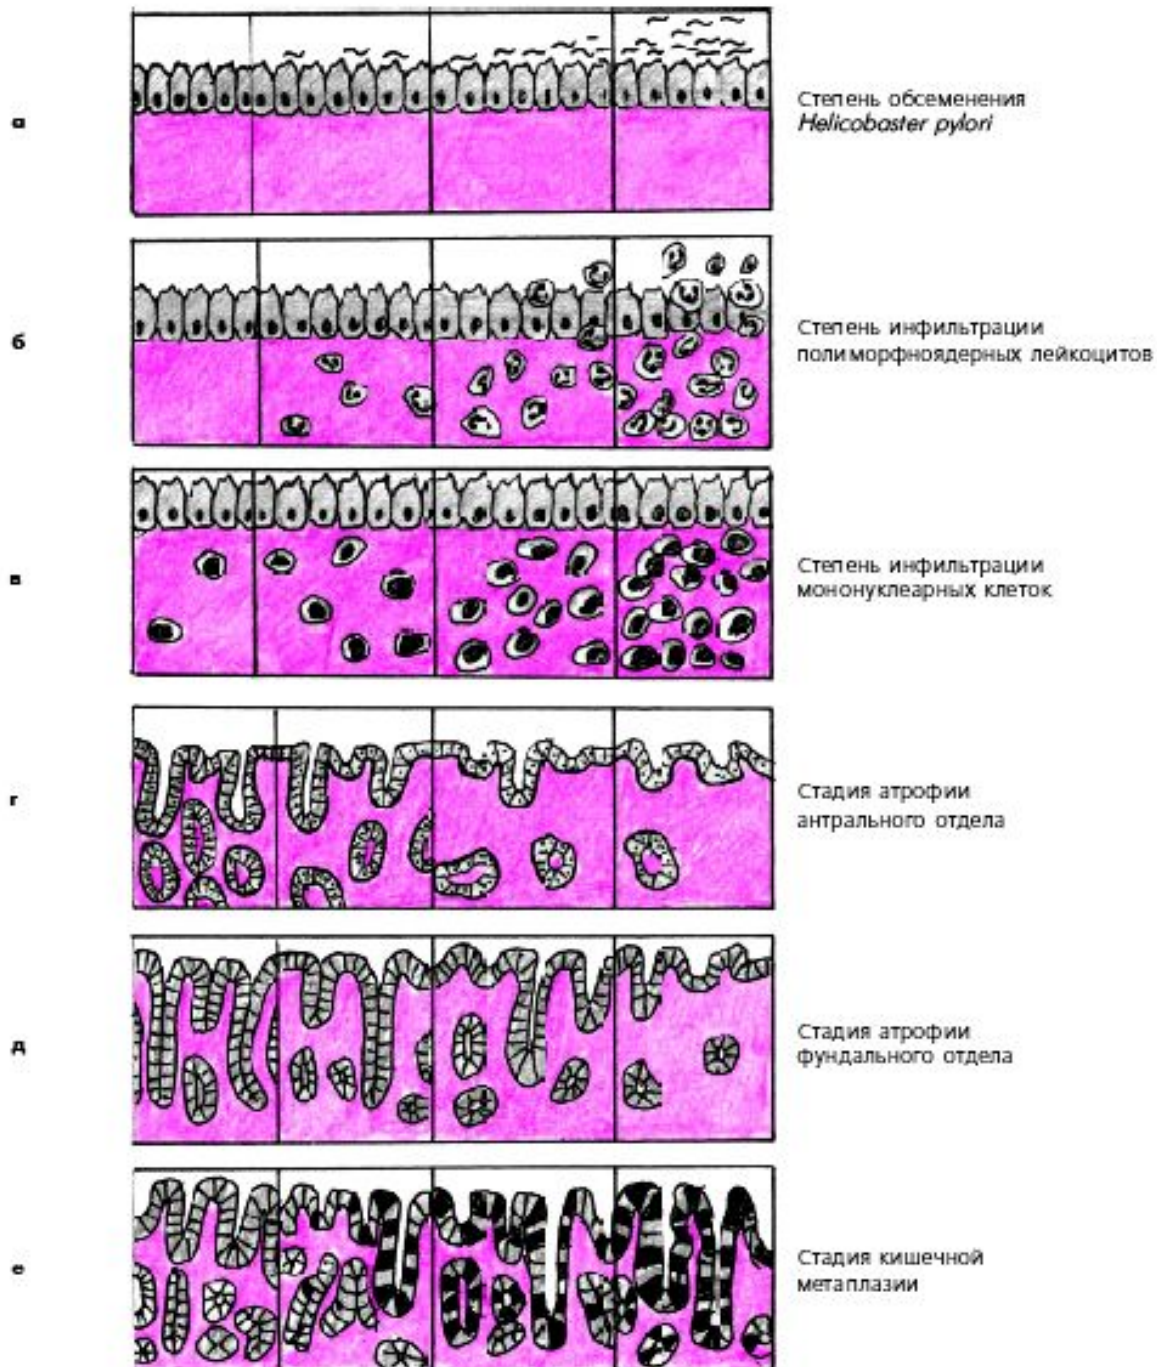 а
Степень обсеменения
Helicobaster pylori
б
Степень инфильтрации
полиморфноядерных лейкоцитов
в
Степень инфильтрации
мононуклеарных клеток
г
Стадия атрофии
антрального отдела
д
Стадия атрофии
фундального отдела
е
Стадия кишечной
метаплазии